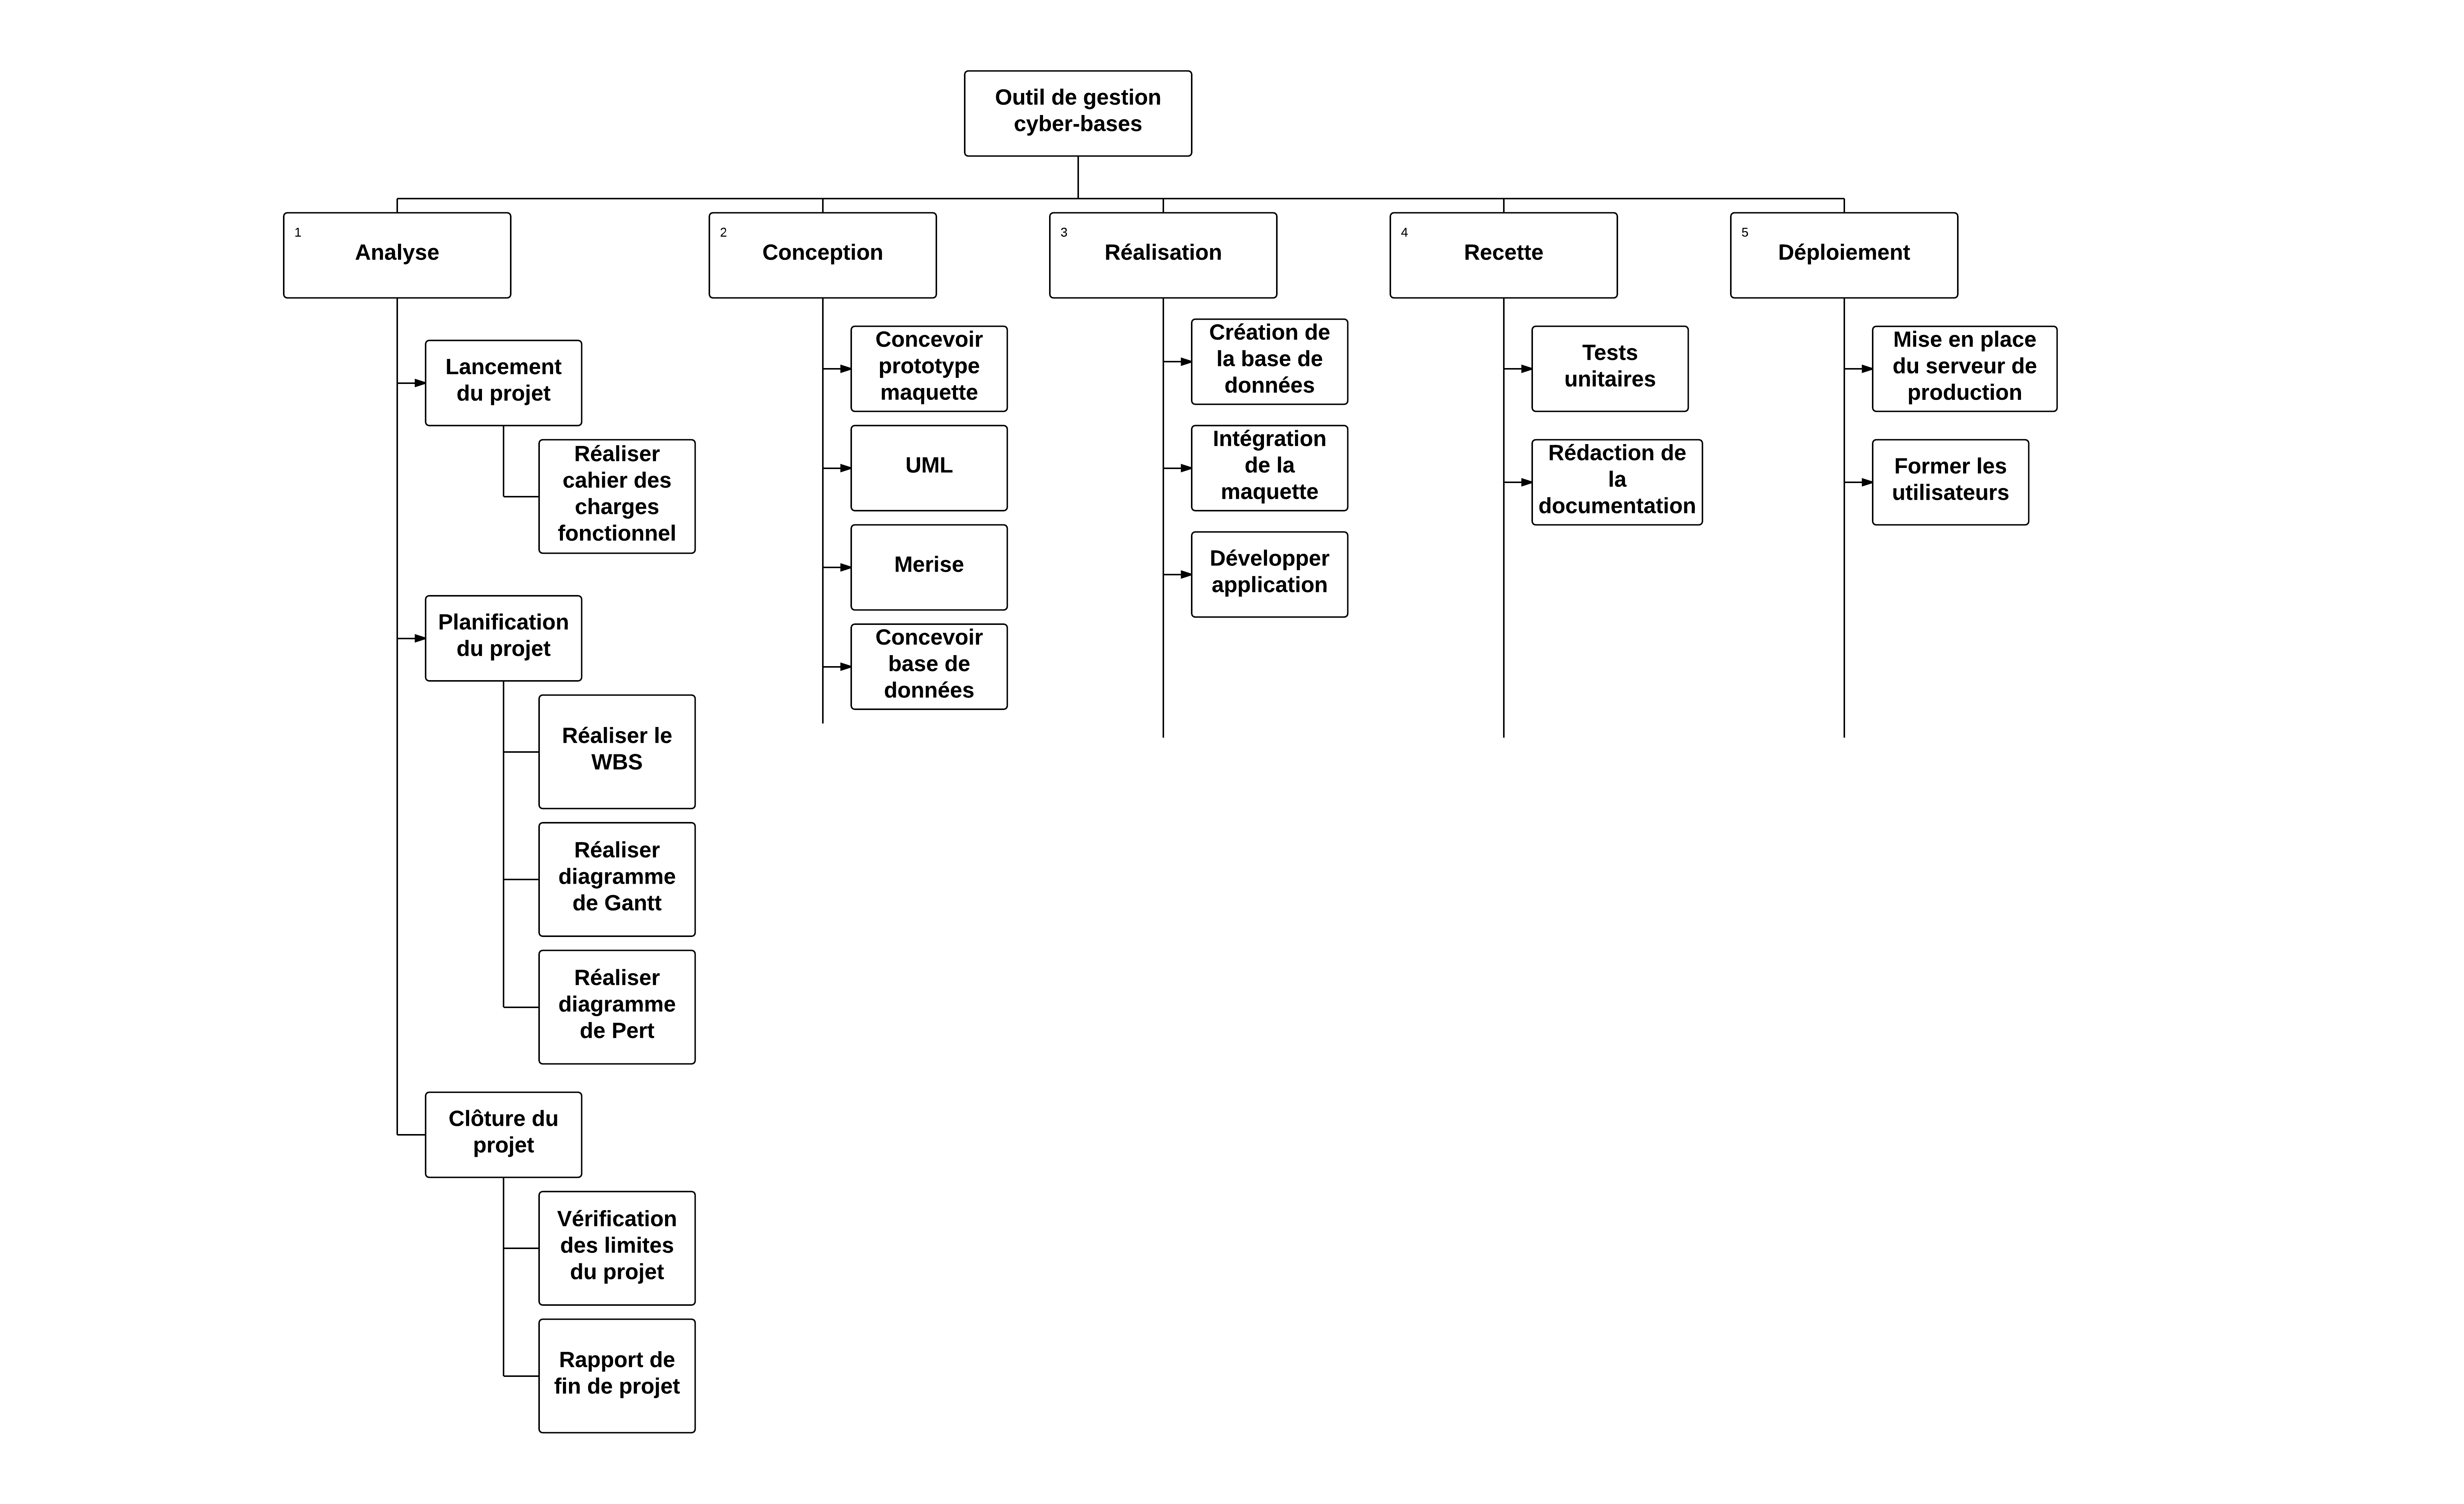 Outil de gestion
cyber-bases
1
Analyse
2
Conception
3
Réalisation
4
Recette
5
Déploiement
Lancement
du projet
Réaliser
cahier des
charges
fonctionnel
Planification
du projet
Réaliser le
WBS
Réaliser
diagramme
de Gantt
Réaliser
diagramme
de Pert
Clôture du
projet
Vérification
des limites
du projet
Rapport de
fin de projet
Concevoir
prototype
maquette
UML
Merise
Concevoir
base de
données
Création de
la base de
données
Intégration
de la
maquette
Développer
application
Tests
unitaires
Rédaction de
la
documentation
Mise en place
du serveur de
production
Former les
utilisateurs